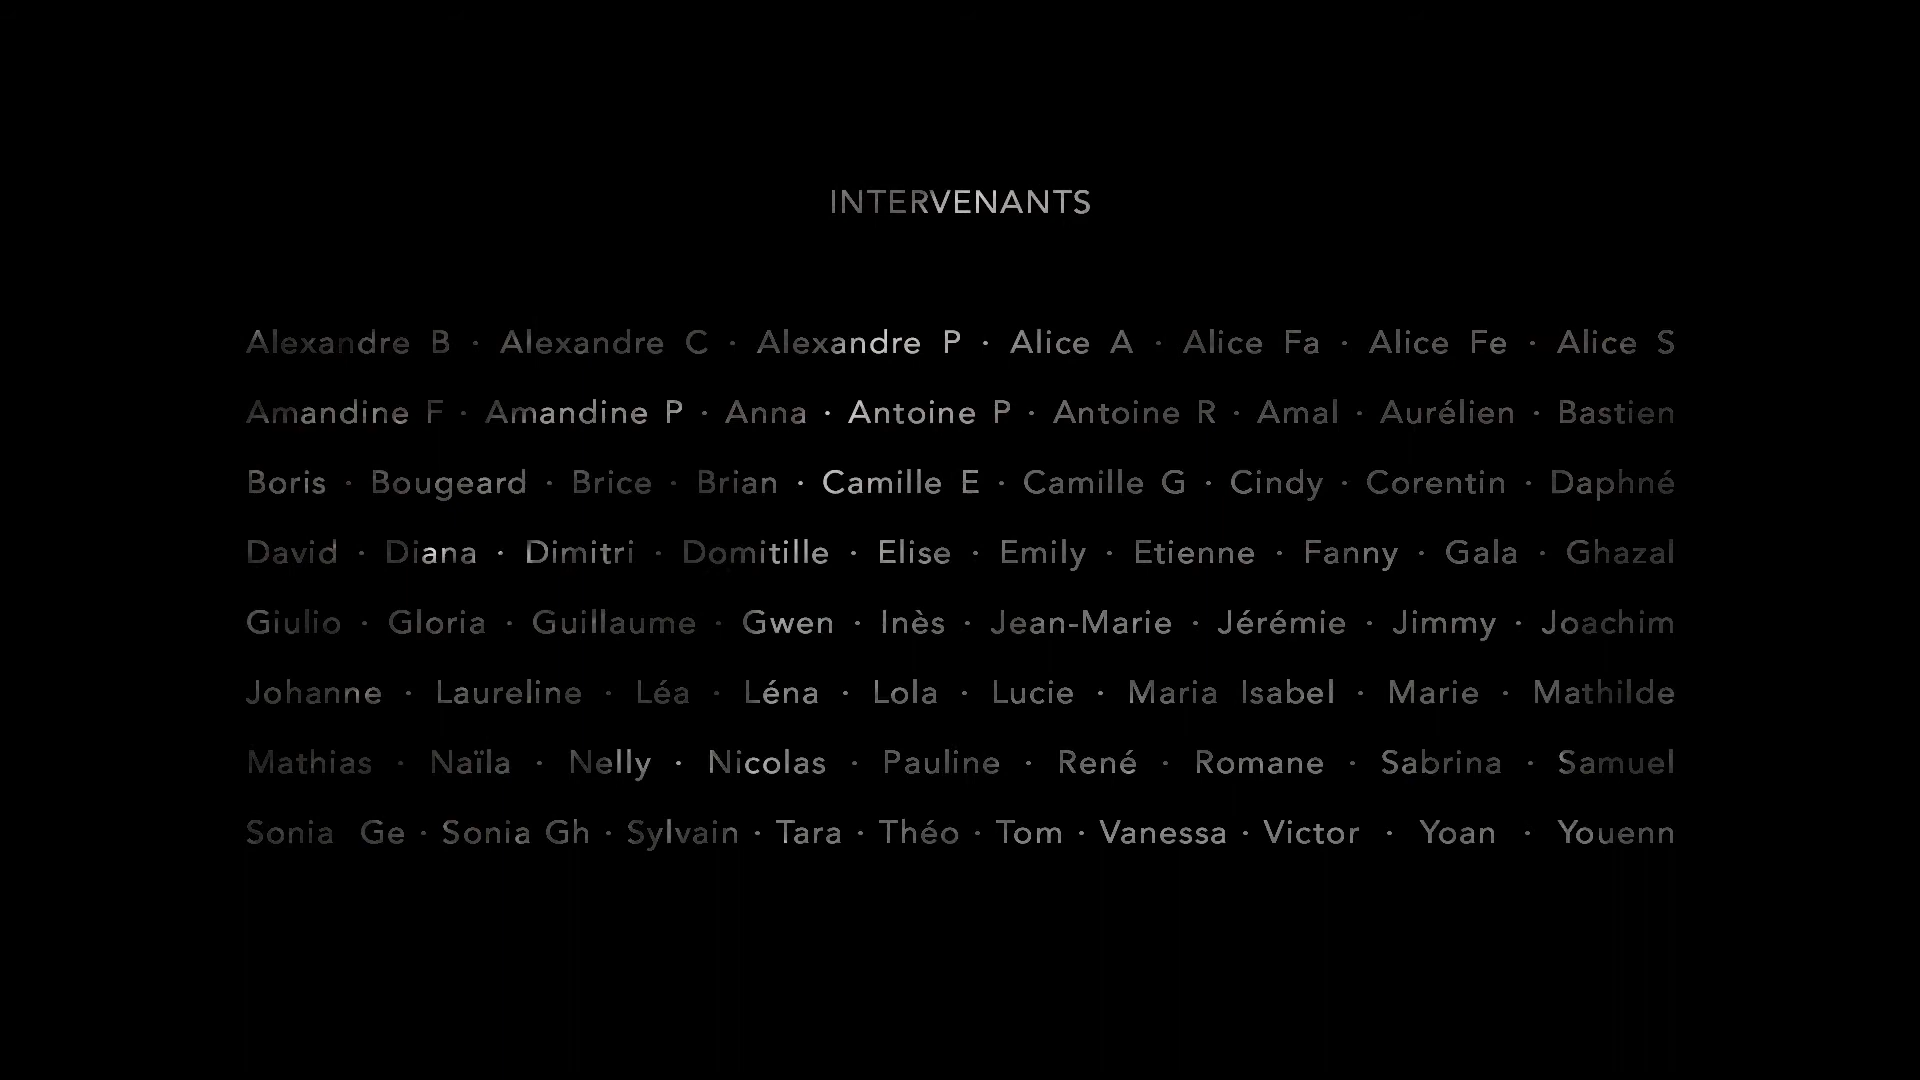 INTERVENANTS
Alexandre B · Alexandre C · Alexandre P · Alice A · Alice Fa · Alice Fe · Alice S
Amandine F · Amandine P · Anna · Antoine P · Antoine R · Amal · Aurélien · Bastien
Boris · Bougeard · Brice · Brian · Camille E · Camille G · Cindy · Corentin · Daphné
David · Diana · Dimitri · Domitille · Elise · Emily · Etienne · Fanny · Gala · Ghazal
Giulio · Gloria · Guillaume · Gwen · Inès · Jean-Marie · Jérémie · Jimmy · Joachim
Johanne · Laureline · Léa · Léna · Lola · Lucie · Maria Isabel · Marie · Mathilde
Mathias · Naïla · Nelly · Nicolas · Pauline · René · Romane · Sabrina · Samuel
Sonia Ge · Sonia Gh · Sylvain · Tara · Théo · Tom · Vanessa · Victor · Yoan · Youenn